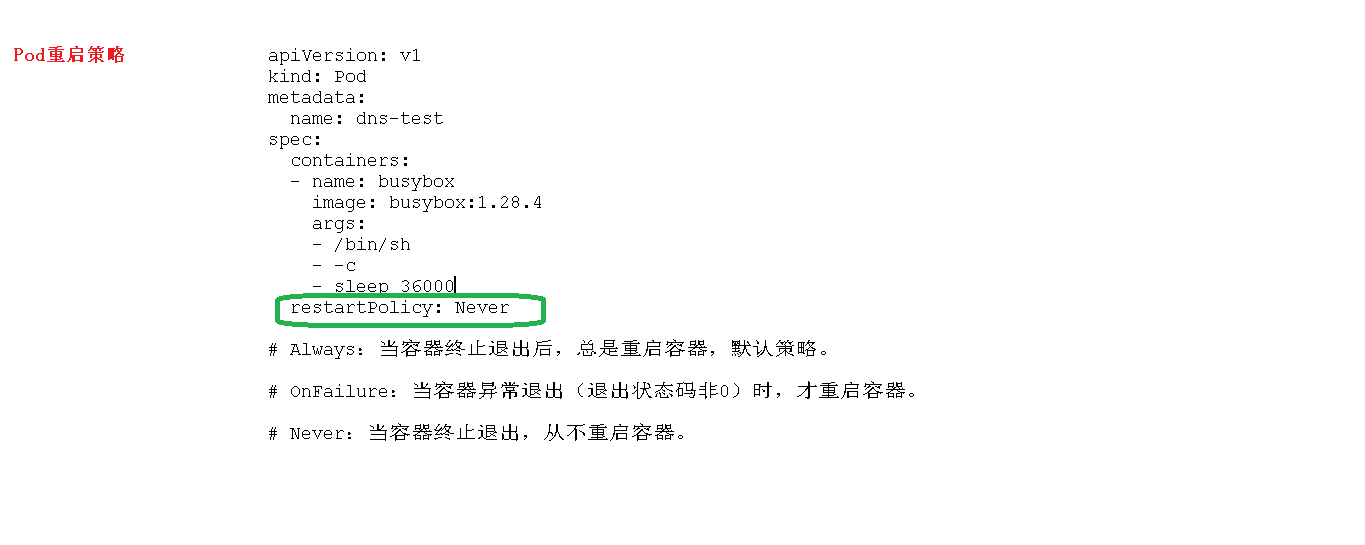 Pod重启策略
apiVersion: v1
kind: Pod
metadata:
  name: dns-test
spec:
  containers:
  - name: busybox
    image: busybox:1.28.4
    args:
    - /bin/sh
    - -c
    - sleep 36000
  restartPolicy: Never
# Always：当容器终止退出后，总是重启容器，默认策略。
# OnFailure：当容器异常退出（退出状态码非0）时，才重启容器。
# Never：当容器终止退出，从不重启容器。